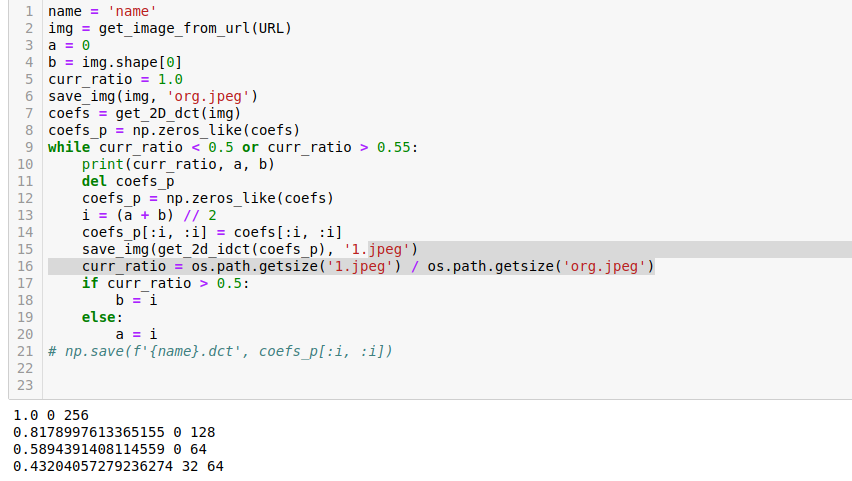 1 name = 'name'
2 img = get_image_from_url(URL)
3 a = 0
4 b = img.shape[0]
5 curr_ratio = 1.0
6 save_img(img, 'org.jpeg')
7 coefs = get_2D_dct(img)
8 coefs_p = np.zeros_like(coefs)
9 while curr_ratio < 0.5 or curr_ratio > 0.55:
10     print(curr_ratio, a, b)
11     del coefs_p
12     coefs_p = np.zeros_like(coefs)
13     i = (a + b) // 2
14     coefs_p[:i, :i] = coefs[:i, :i]
15     save_img(get_2d_idct(coefs_p), '1.jpeg')
16     curr_ratio = os.path.getsize('1.jpeg') / os.path.getsize('org.jpeg')
17     if curr_ratio > 0.5:
18         b = i
19     else:
20         a = i
21 # np.save(f'{name}.dct', coefs_p[:i, :i])
22
23
1.0 0 256
0.8178997613365155 0 128
0.5894391408114559 0 64
0.43204057279236274 32 64